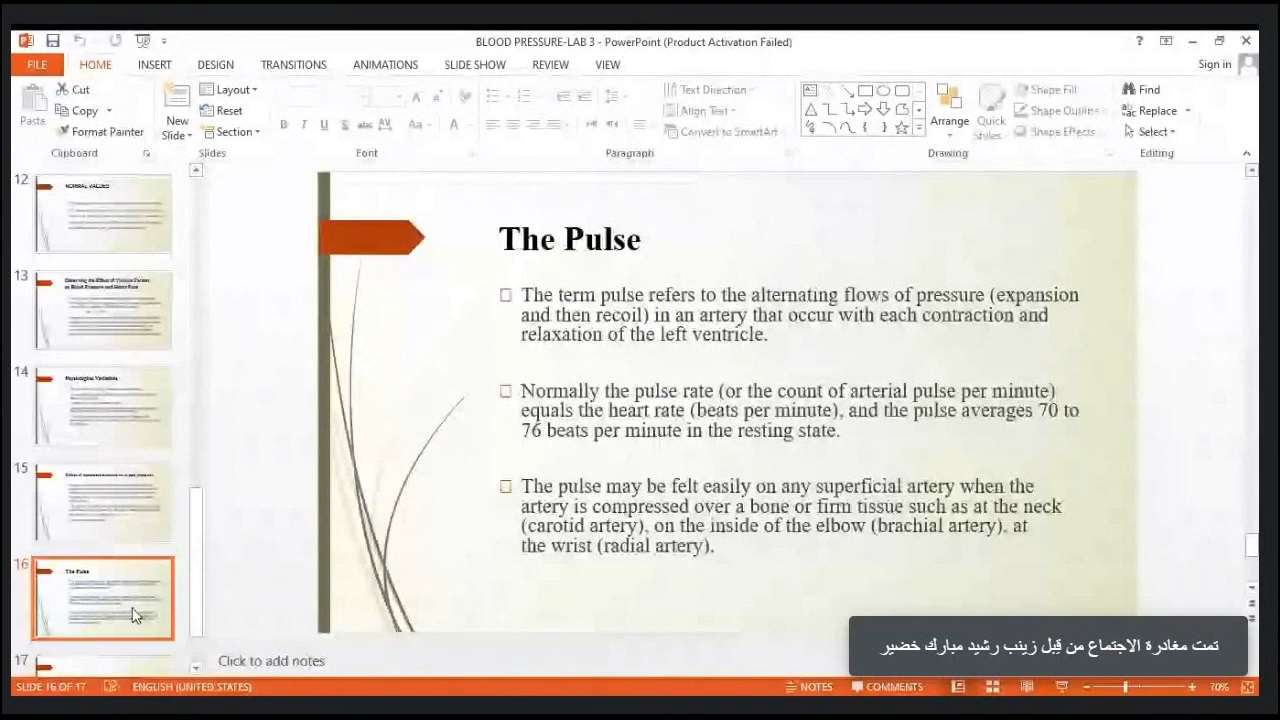 BLOOD PRESSURE-LAB 3 - PowerPoint (Product Activation Failed)
?
FILE HOME INSERT DESIGN TRANSITIONS ANIMATIONS SLIDE SHOW REVIEW VIEW
Sign in
Paste
Cut
Copy
Format Painter
Clipboard
New
Slide
Layout
Reset
Section
Slides
B I U S abc AV Aa A
Font
Text Direction
Align Text
Convert to SmartArt
Paragraph
Arrange
Quick
Styles
Shape Fill
Shape Outline
Shape Effects
Drawing
Find
Replace
Select
Editing
12
NORMAL VALUES
13
14
15
16
The Pulse
17
The Pulse
The term pulse refers to the alternating flows of pressure (expansion
and then recoil) in an artery that occur with each contraction and
relaxation of the left ventricle.
Normally the pulse rate (or the count of arterial pulse per minute)
equals the heart rate (beats per minute), and the pulse averages 70 to
76 beats per minute in the resting state.
The pulse may be felt easily on any superficial artery when the
artery is compressed over a bone or firm tissue such as at the neck
(carotid artery), on the inside of the elbow (brachial artery), at
the wrist (radial artery).
تمت مغادرة الاجتماع من قِبل زينب رشيد مبارك خضير
Click to add notes
SLIDE 16 OF 17 ENGLISH (UNITED STATES) NOTES COMMENTS 70%